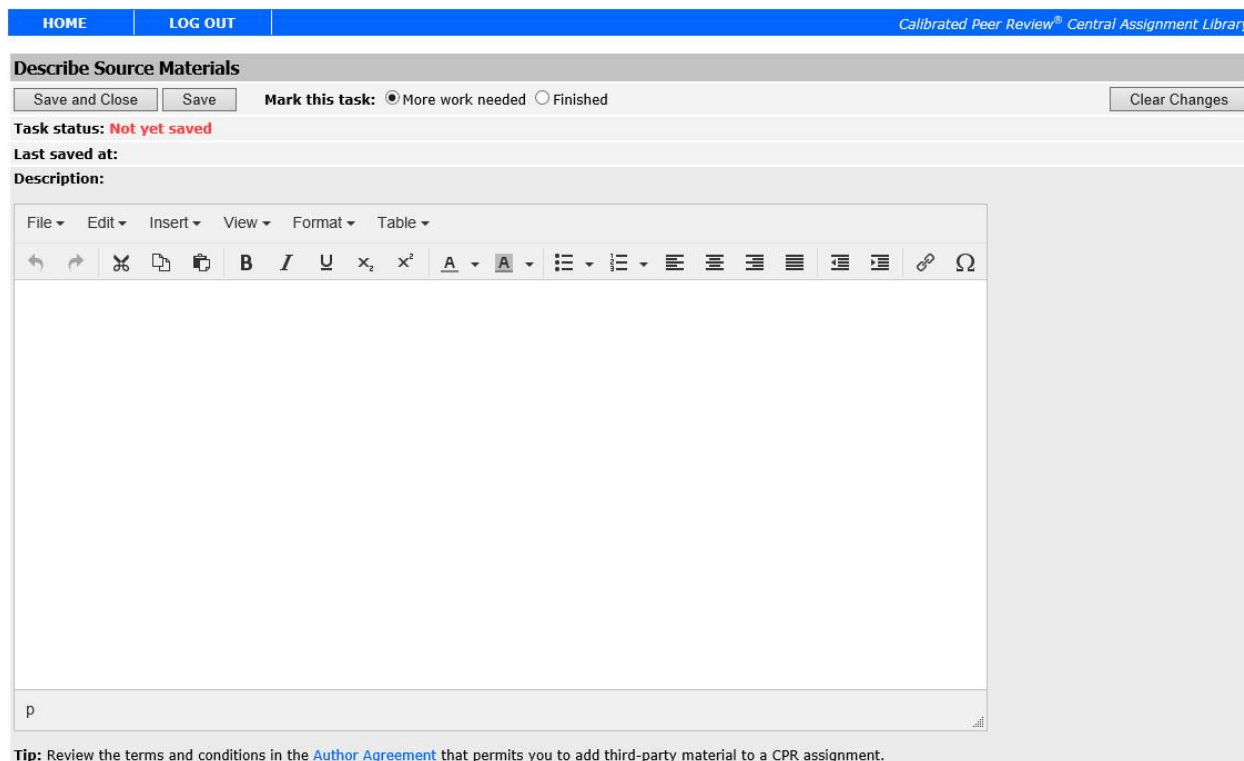 HOME LOG OUT Calibrated Peer Review® Central Assignment Library
Describe Source Materials
Save and Close Save Mark this task: More work needed Finished Clear Changes
Task status: Not yet saved
Last saved at:
Description:
File Edit Insert View Format Table
B I U x₂ x² A A Ω
p
Tip: Review the terms and conditions in the Author Agreement that permits you to add third-party material to a CPR assignment.